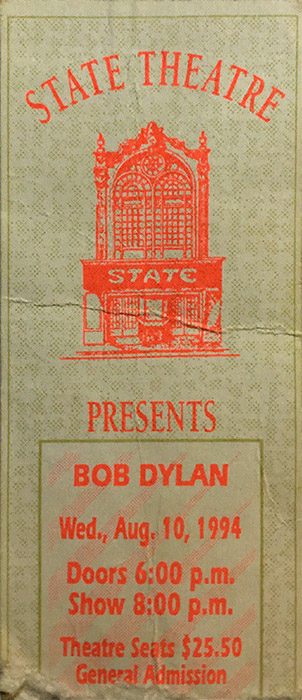 STATE THEATRE
STATE
PRESENTS
BOB DYLAN
Wed., Aug. 10, 1994
Doors 6:00 p.m.
Show 8:00 p.m.
Theatre Seats $25.50
General Admission